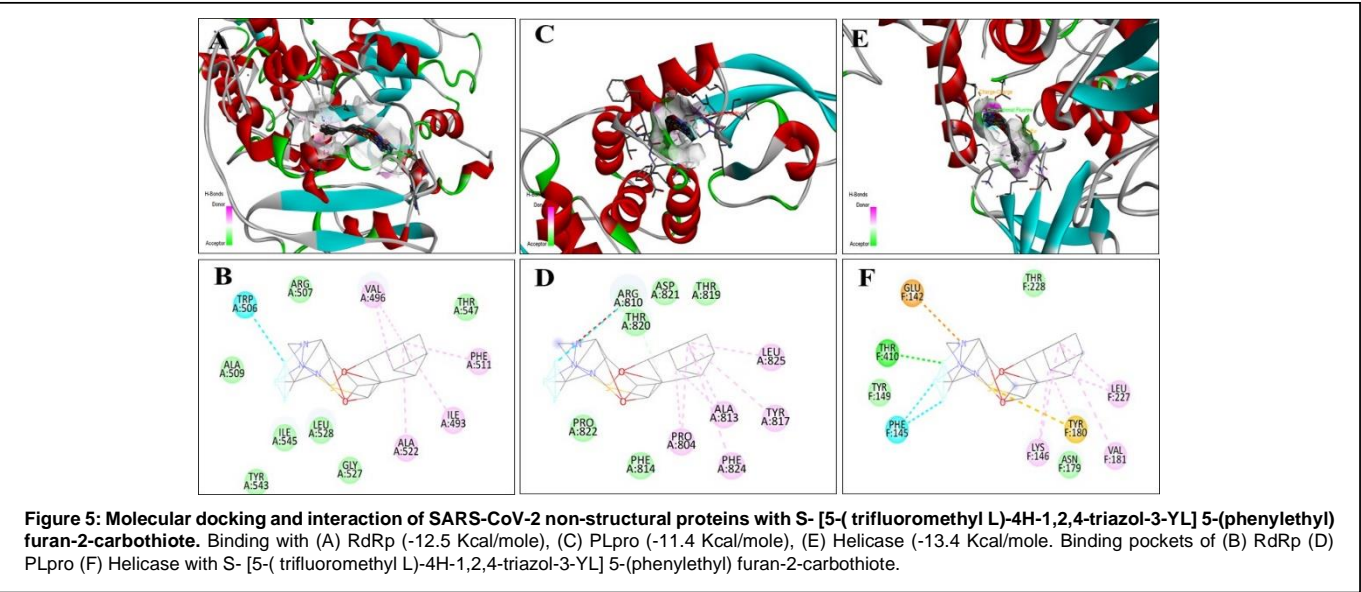 A
C
E
Charge-Charge
H-Bonds
Donor
Acceptor
H-Bonds
Donor
Acceptor
H-Bonds
Donor
Acceptor
B
TRP
A:506
ARG
A:507
VAL
A:496
THR
A:547
ALA
A:509
PHE
A:511
ILE
A:545
LEU
A:528
ILE
A:493
ALA
A:522
GLY
A:527
TYR
A:543
D
ARG
A:810
ASP
A:821
THR
A:819
THR
A:820
LEU
A:825
ALA
A:813
TYR
A:817
PRO
A:822
PRO
A:804
PHE
A:814
PHE
A:824
F
GLU
F:142
THR
F:228
THR
F:410
TYR
F:149
LEU
F:227
PHE
F:145
TYR
F:180
LYS
F:146
ASN
F:179
VAL
F:181
Figure 5: Molecular docking and interaction of SARS-CoV-2 non-structural proteins with S- [5-( trifluoromethyl L)-4H-1,2,4-triazol-3-YL] 5-(phenylethyl)
furan-2-carbothiote. Binding with (A) RdRp (-12.5 Kcal/mole), (C) PLpro (-11.4 Kcal/mole), (E) Helicase (-13.4 Kcal/mole. Binding pockets of (B) RdRp (D)
PLpro (F) Helicase with S- [5-( trifluoromethyl L)-4H-1,2,4-triazol-3-YL] 5-(phenylethyl) furan-2-carbothiote.